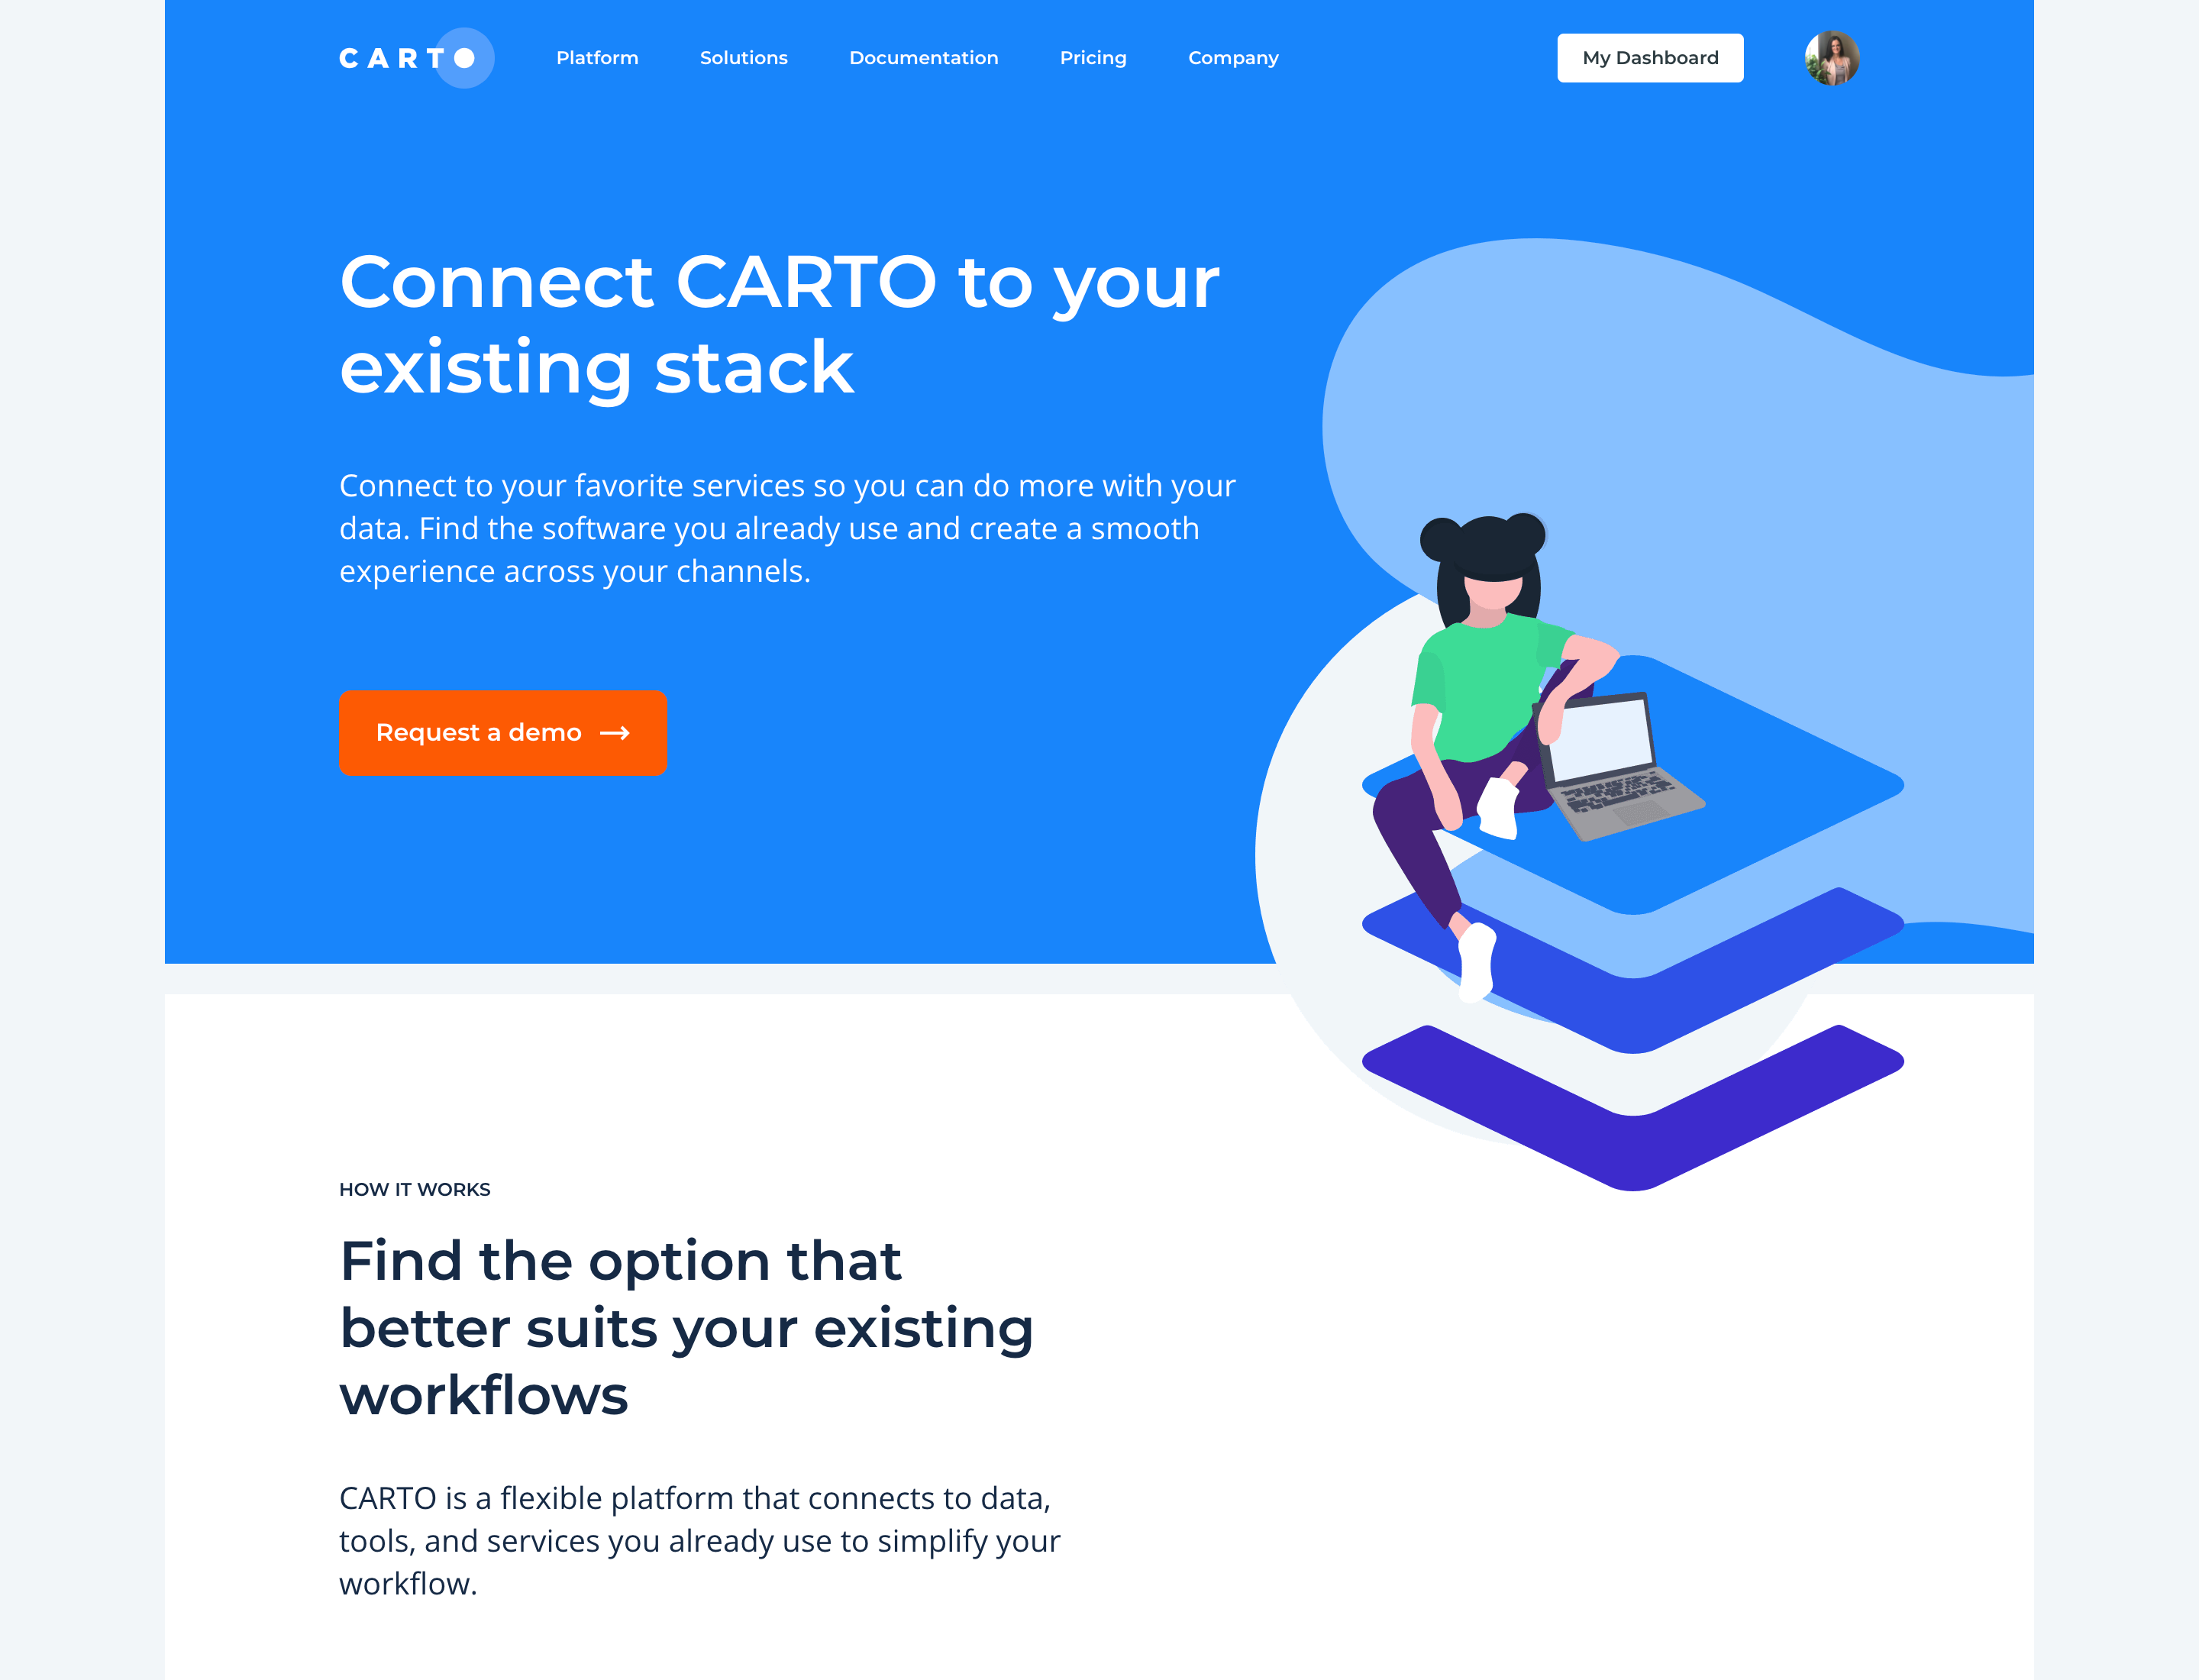 CARTO
Platform
Solutions
Documentation
Pricing
Company
My Dashboard
Connect CARTO to your
existing stack
Connect to your favorite services so you can do more with your
data. Find the software you already use and create a smooth
experience across your channels.
Request a demo →
HOW IT WORKS
Find the option that
better suits your existing
workflows
CARTO is a flexible platform that connects to data,
tools, and services you already use to simplify your
workflow.